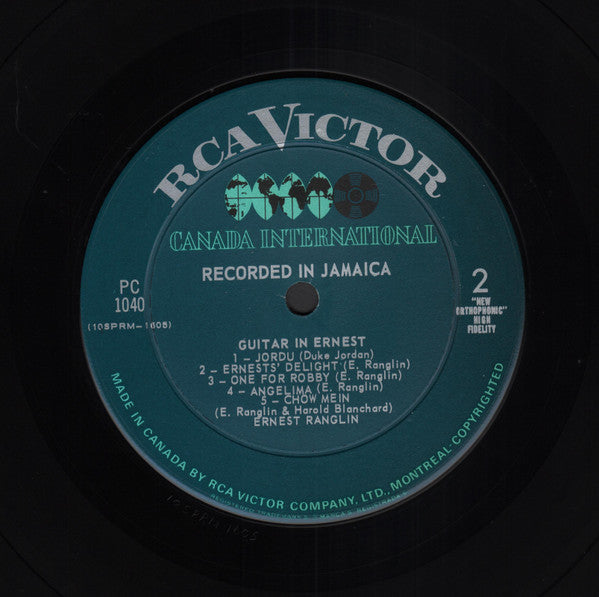 RCA VICTOR
CANADA INTERNATIONAL
RECORDED IN JAMAICA
PC
1040
(10SPRM-1606)
2
"NEW
ORTHOPHONIC"
HIGH
FIDELITY
GUITAR IN ERNEST
1 - JORDU (Duke Jordan)
2 - ERNESTS' DELIGHT (E. Ranglin)
3 - ONE FOR ROBBY (E. Ranglin)
4 - ANGELIMA (E. Ranglin)
5 - CHOW MEIN
(E. Ranglin & Harold Blanchard)
ERNEST RANGLIN
MADE IN CANADA BY RCA VICTOR COMPANY, LTD., MONTREAL COPYRIGHTED
REGISTERED TRADEMARKS